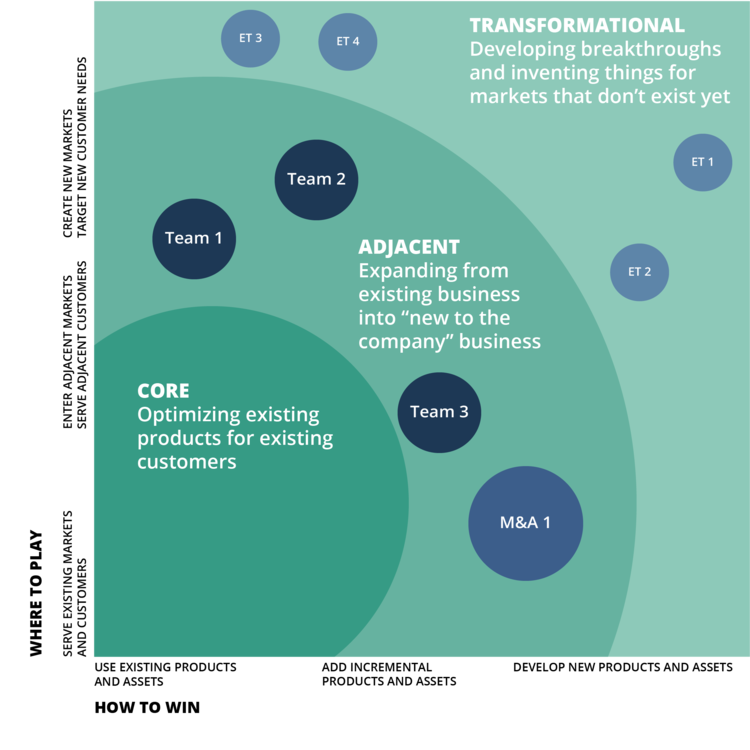 ET 3
ET 4
TRANSFORMATIONAL
Developing breakthroughs
and inventing things for
markets that don’t exist yet
ET 1
Team 2
Team 1
ADJACENT
Expanding from
existing business
into “new to the
company” business
ET 2
CORE
Optimizing existing
products for existing
customers
Team 3
M&A 1
WHERE TO PLAY
CREATE NEW MARKETS
TARGET NEW CUSTOMER NEEDS
ENTER ADJACENT MARKETS
SERVE ADJACENT CUSTOMERS
SERVE EXISTING MARKETS
AND CUSTOMERS
USE EXISTING PRODUCTS
AND ASSETS
ADD INCREMENTAL
PRODUCTS AND ASSETS
DEVELOP NEW PRODUCTS AND ASSETS
HOW TO WIN